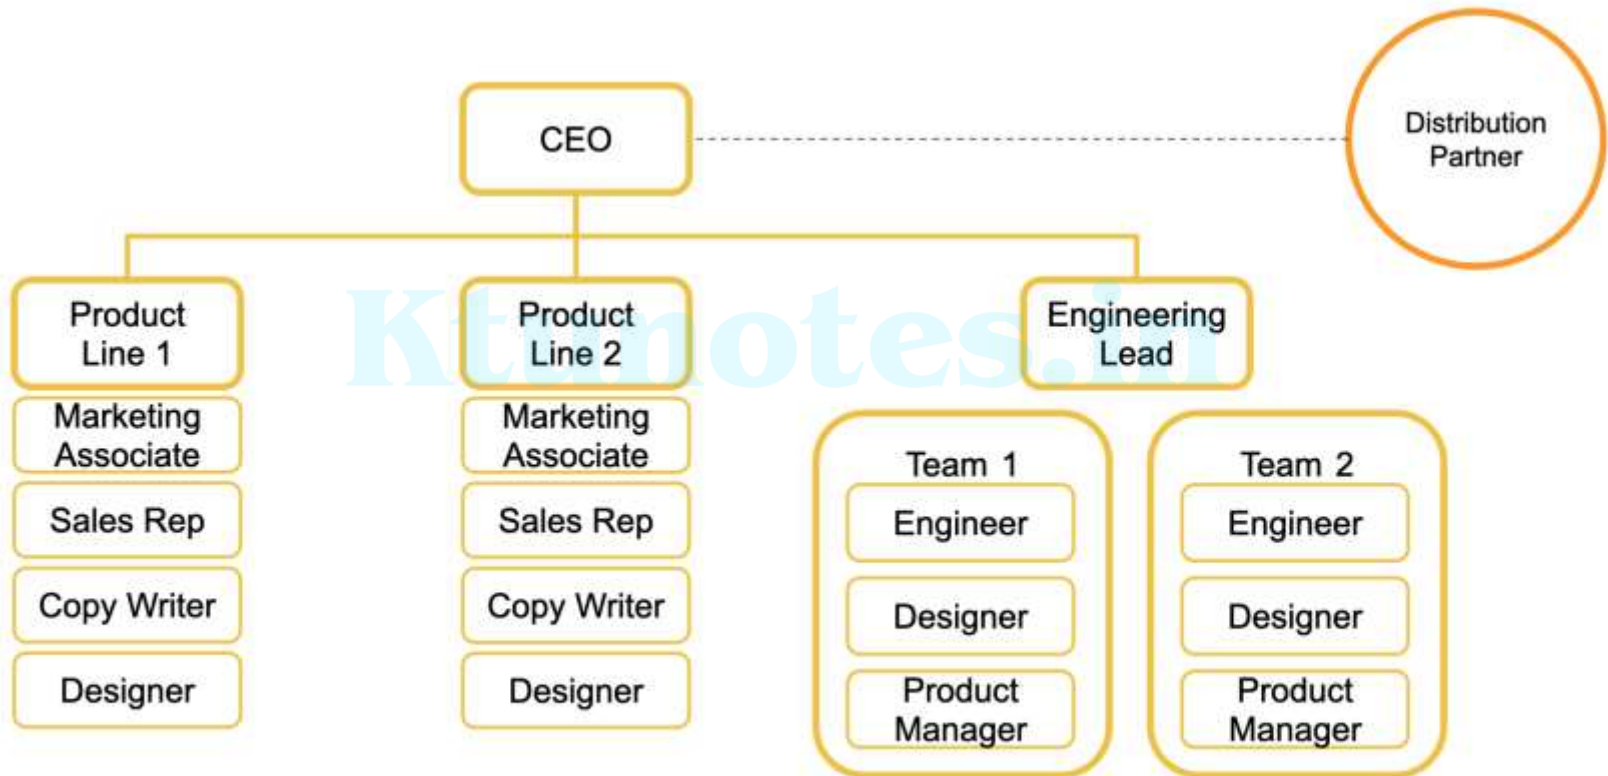 CEO
Distribution
Partner
Product
Line 1
Product
Line 2
Engineering
Lead
Ktunotes.in
Marketing
Associate
Sales Rep
Copy Writer
Designer
Marketing
Associate
Sales Rep
Copy Writer
Designer
Team 1
Engineer
Designer
Product
Manager
Team 2
Engineer
Designer
Product
Manager